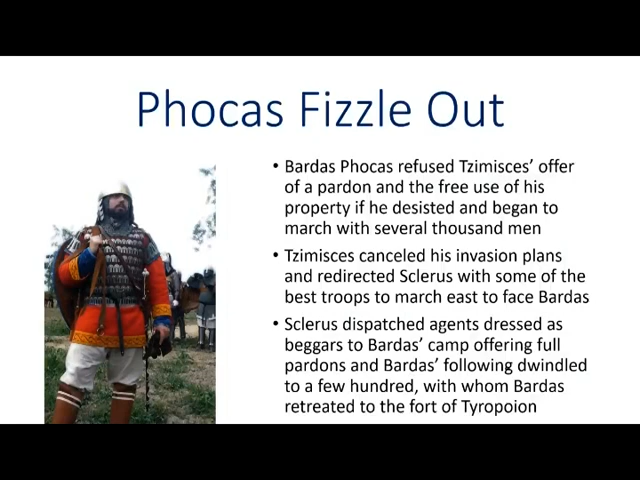 Phocas Fizzle Out
• Bardas Phocas refused Tzimisces’ offer
of a pardon and the free use of his
property if he desisted and began to
march with several thousand men
• Tzimisces canceled his invasion plans
and redirected Sclerus with some of the
best troops to march east to face Bardas
• Sclerus dispatched agents dressed as
beggars to Bardas’ camp offering full
pardons and Bardas’ following dwindled
to a few hundred, with whom Bardas
retreated to the fort of Tyropoion